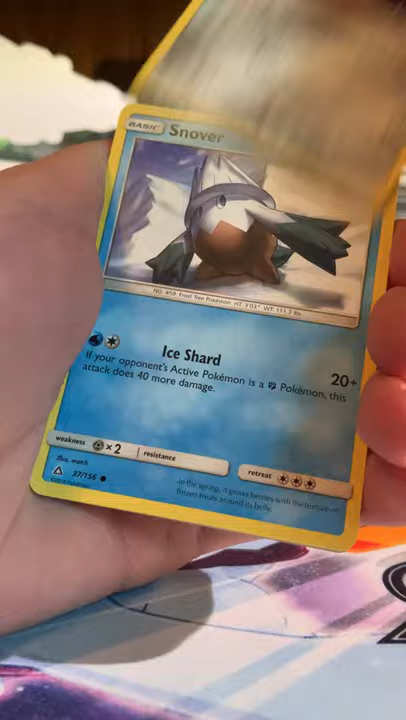 BASIC Snover
NO. 459 Frost Tree Pokémon HT: 3'03" WT: 111.3 lbs.
Ice Shard 20+
If your opponent's Active Pokémon is a Pokémon, this
attack does 40 more damage.
weakness ×2 resistance
retreat
Illus. match
37/156
In the spring, it grows berries with the texture of
frozen treats around its belly.